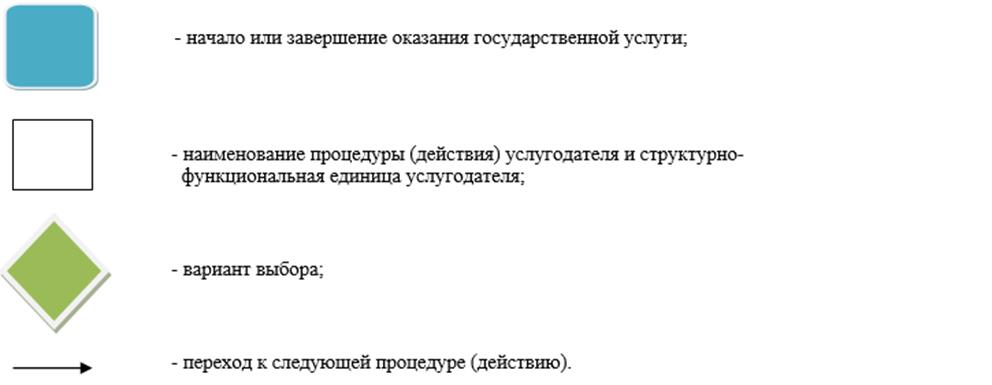 - начало или завершение оказания государственной услуги;
- наименование процедуры (действия) услугодателя и структурно-
функциональная единица услугодателя;
- вариант выбора;
- переход к следующей процедуре (действию).